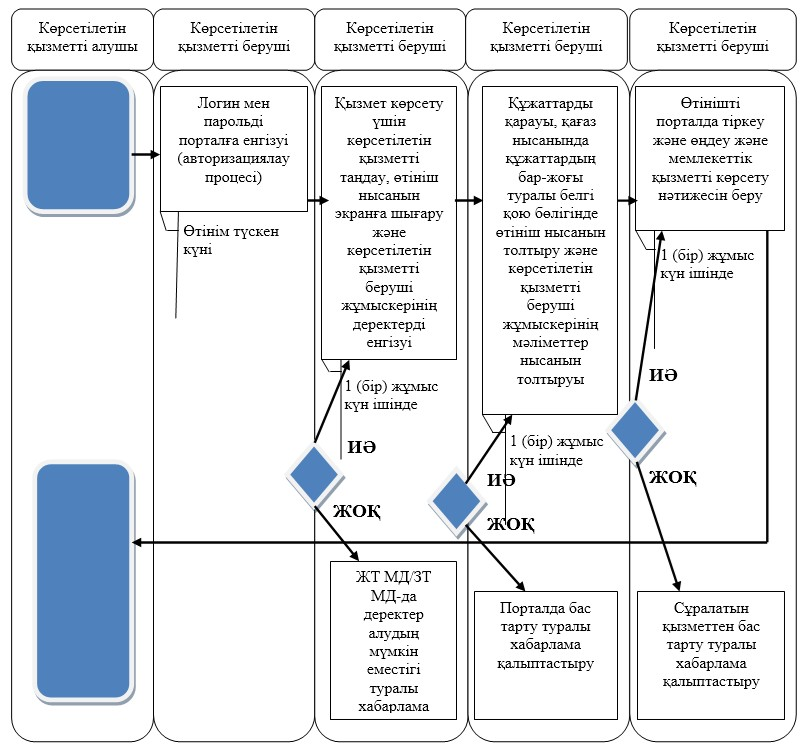 Көрсетілетін
қызметті алушы
Көрсетілетін
қызметті беруші
Көрсетілетін
қызметті беруші
Көрсетілетін
қызметті беруші
Көрсетілетін
қызметті беруші
Логин мен
парольді
порталға енгізуі
(авторизациялау
процесі)
Өтінім түскен
күні
Қызмет көрсету
үшін
көрсетілетін
қызметті
таңдау, өтініш
нысанын
экранға шығару
және
көрсетілетін
қызметті
беруші
жұмыскерінің
деректерді
енгізуі
1 (бір) жұмыс
күн ішінде
ИӘ
ЖОҚ
ЖТ МД/ЗТ
МД-да
деректер
алудың
мүмкін
еместігі
туралы
хабарлама
Құжаттарды
қарауы, қағаз
нысанында
құжаттардың
бар-жоғы
туралы белгі
қою бөлігінде
өтініш нысанын
толтыру және
көрсетілетін
қызметті
беруші
жұмыскерінің
мәліметтер
нысанын
толтыруы
1 (бір) жұмыс
күн ішінде
ИӘ
ЖОҚ
Порталда бас
тарту туралы
хабарлама
қалыптастыру
Өтінішті
порталда тіркеу
және өңдеу және
мемлекеттік
қызметті көрсету
нәтижесін беру
1 (бір) жұмыс
күн ішінде
ИӘ
ЖОҚ
Сұралатын
қызметтен бас
тарту туралы
хабарлама
қалыптастыру